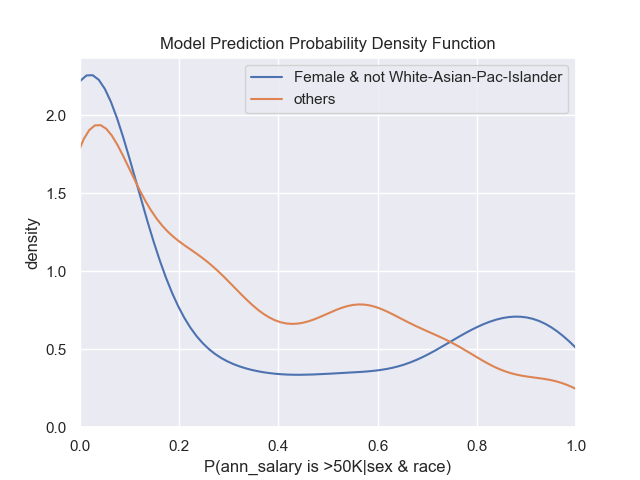 Model Prediction Probability Density Function
Female & not White-Asian-Pac-Islander
others
density
2.0
1.5
1.0
0.5
0.0
0.0 0.2 0.4 0.6 0.8 1.0
P(ann_salary is >50K|sex & race)